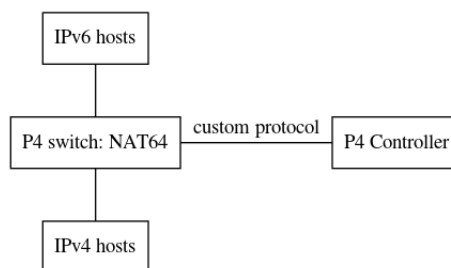 IPv6 hosts
P4 switch: NAT64
custom protocol
P4 Controller
IPv4 hosts